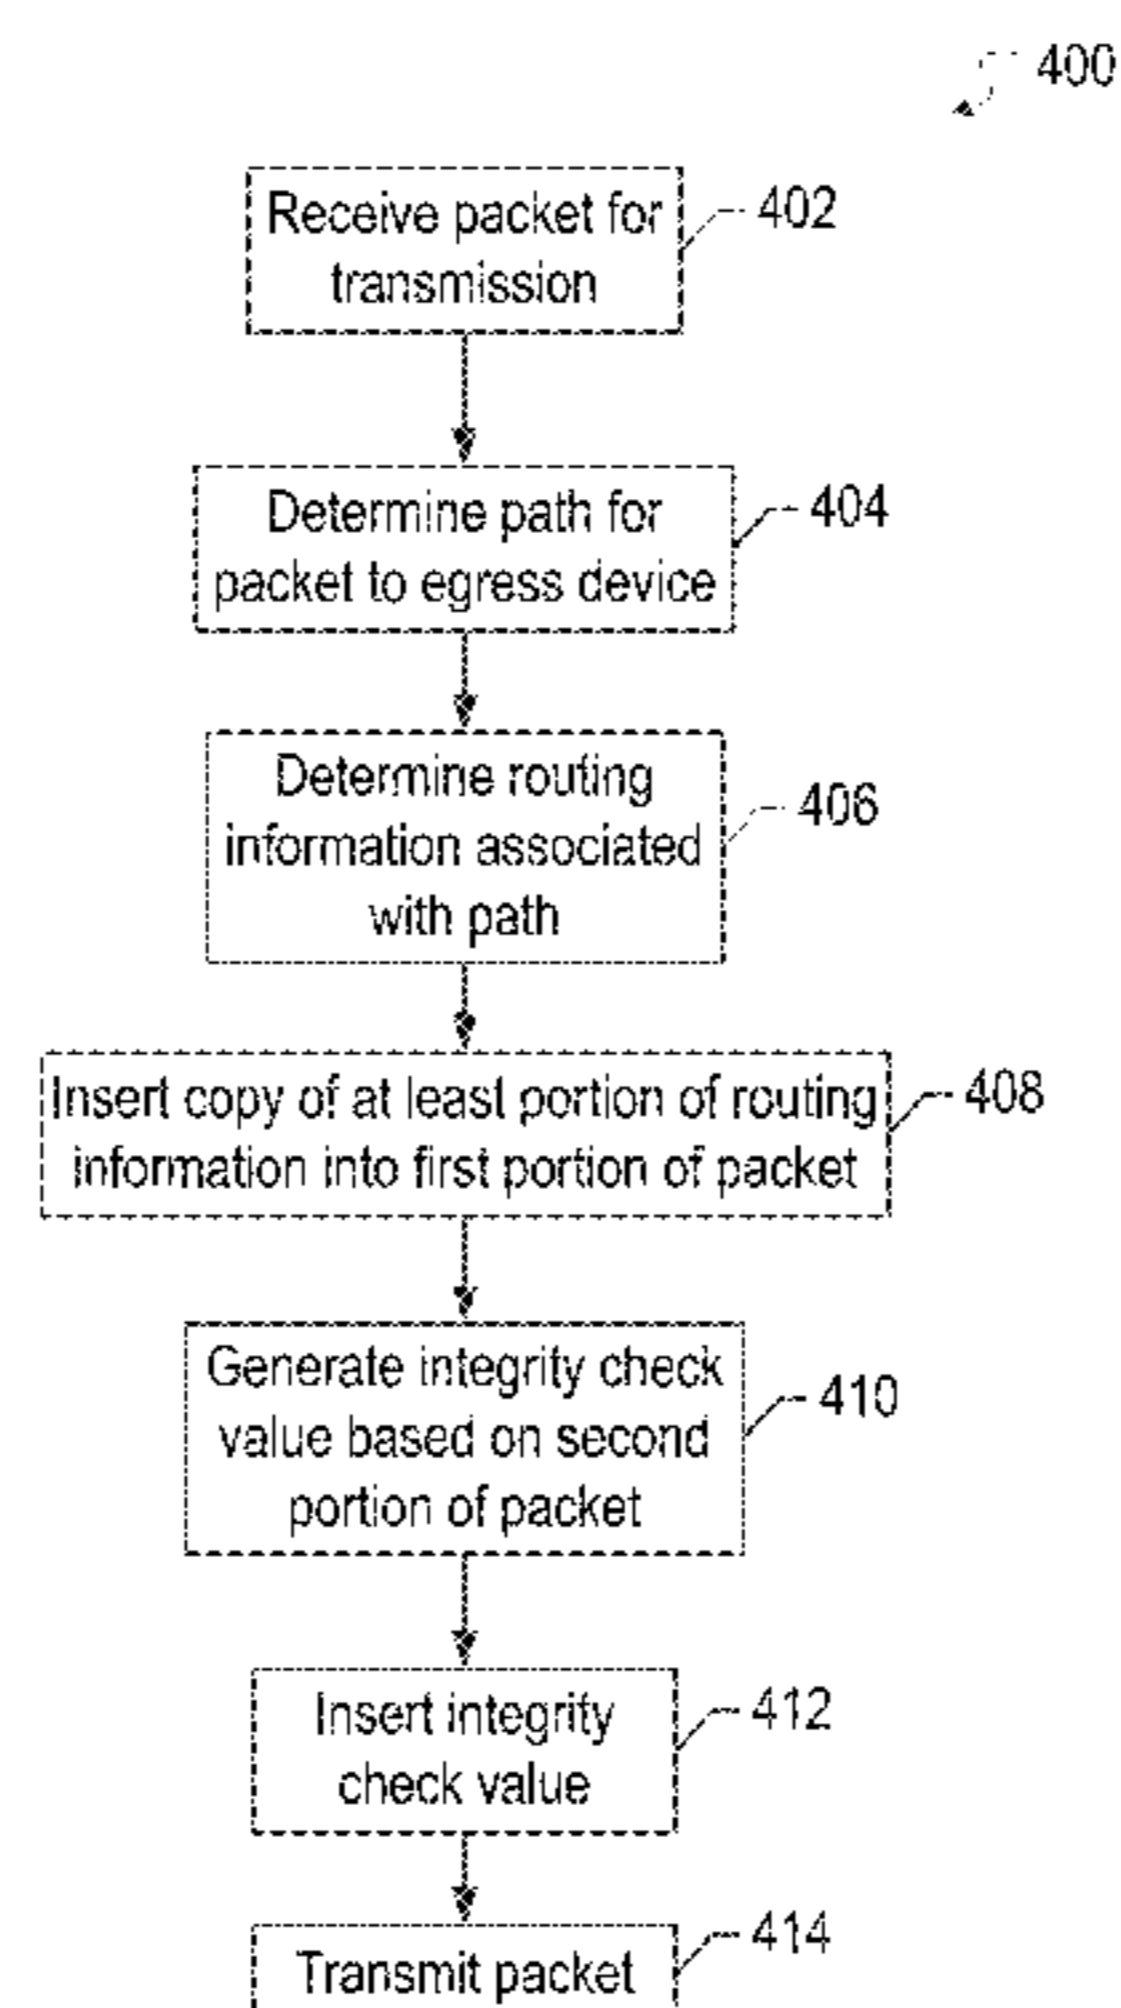 400
Receive packet for
transmission
402
Determine path for
packet to egress device
404
Determine routing
information associated
with path
406
Insert copy of at least portion of routing
information into first portion of packet
408
Generate integrity check
value based on second
portion of packet
410
Insert integrity
check value
412
Transmit packet
414